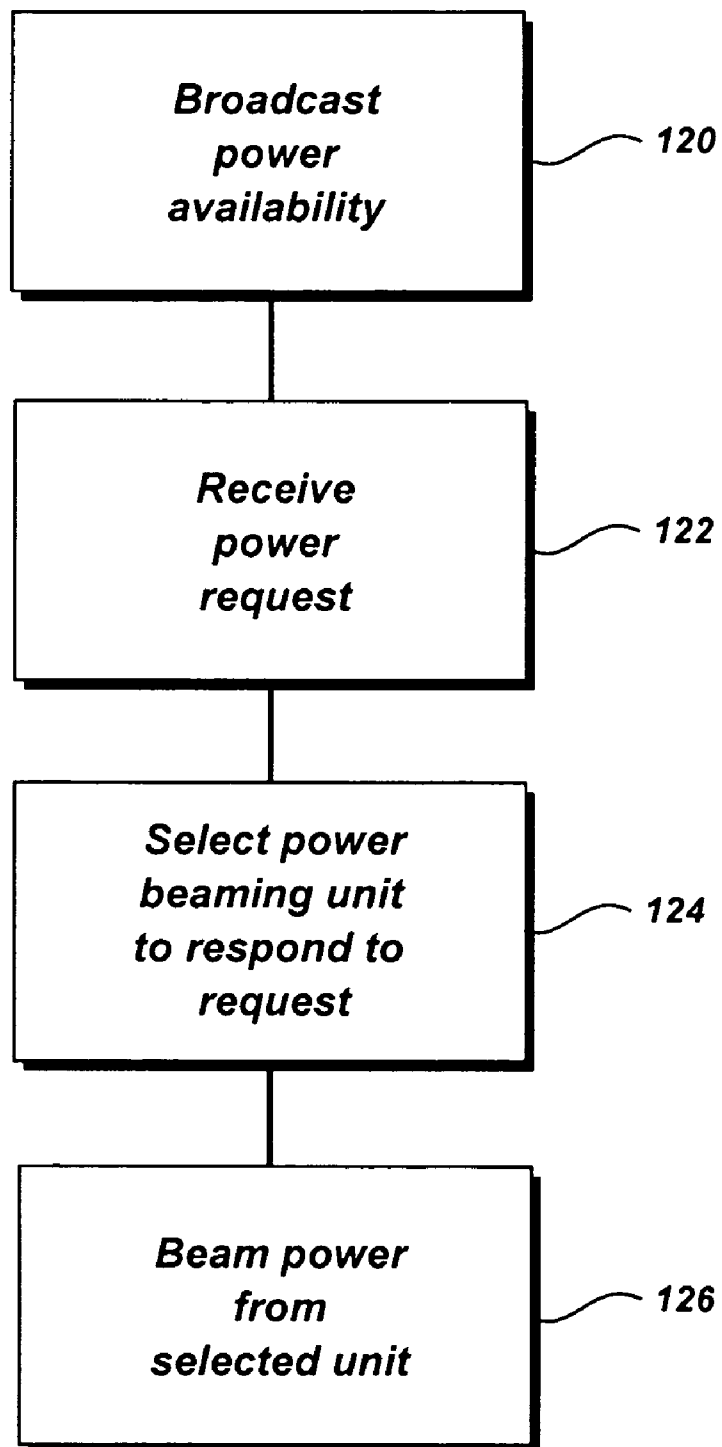 Broadcast
power
availability
120
Receive
power
request
122
Select power
beaming unit
to respond to
request
124
Beam power
from
selected unit
126